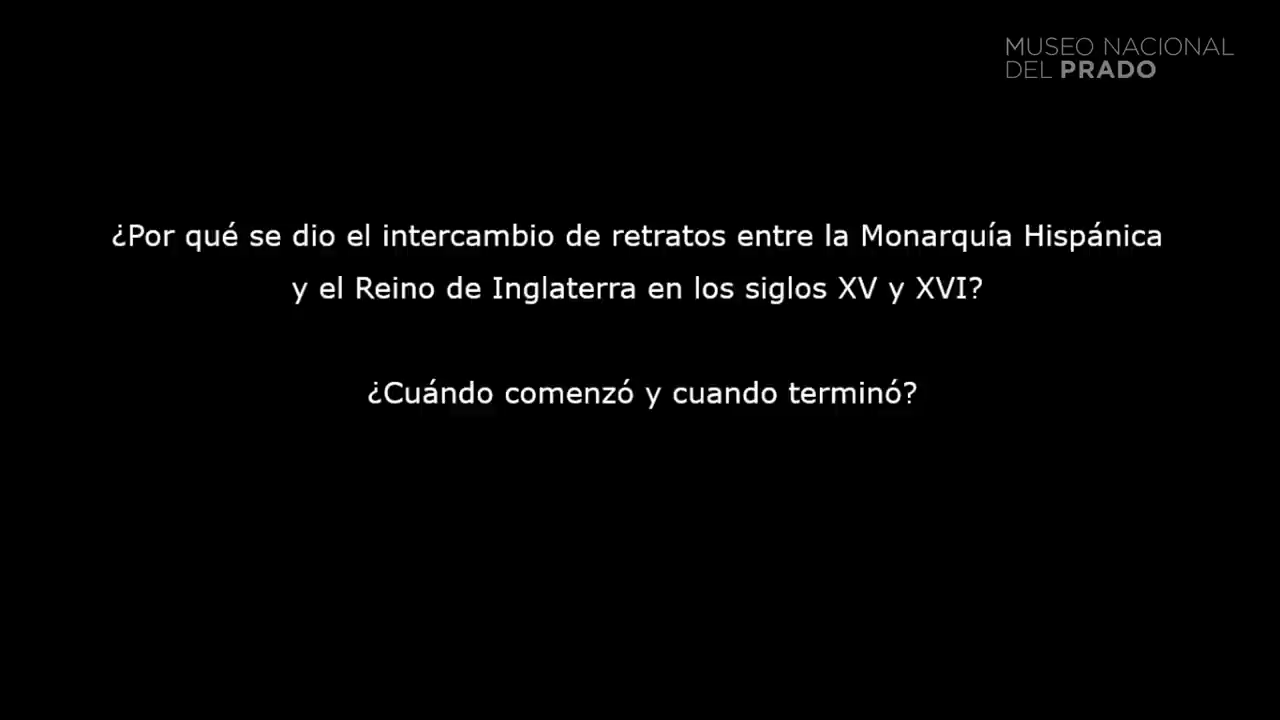 MUSEO NACIONAL
DEL PRADO
¿Por qué se dio el intercambio de retratos entre la Monarquía Hispánica
y el Reino de Inglaterra en los siglos XV y XVI?
¿Cuándo comenzó y cuando terminó?